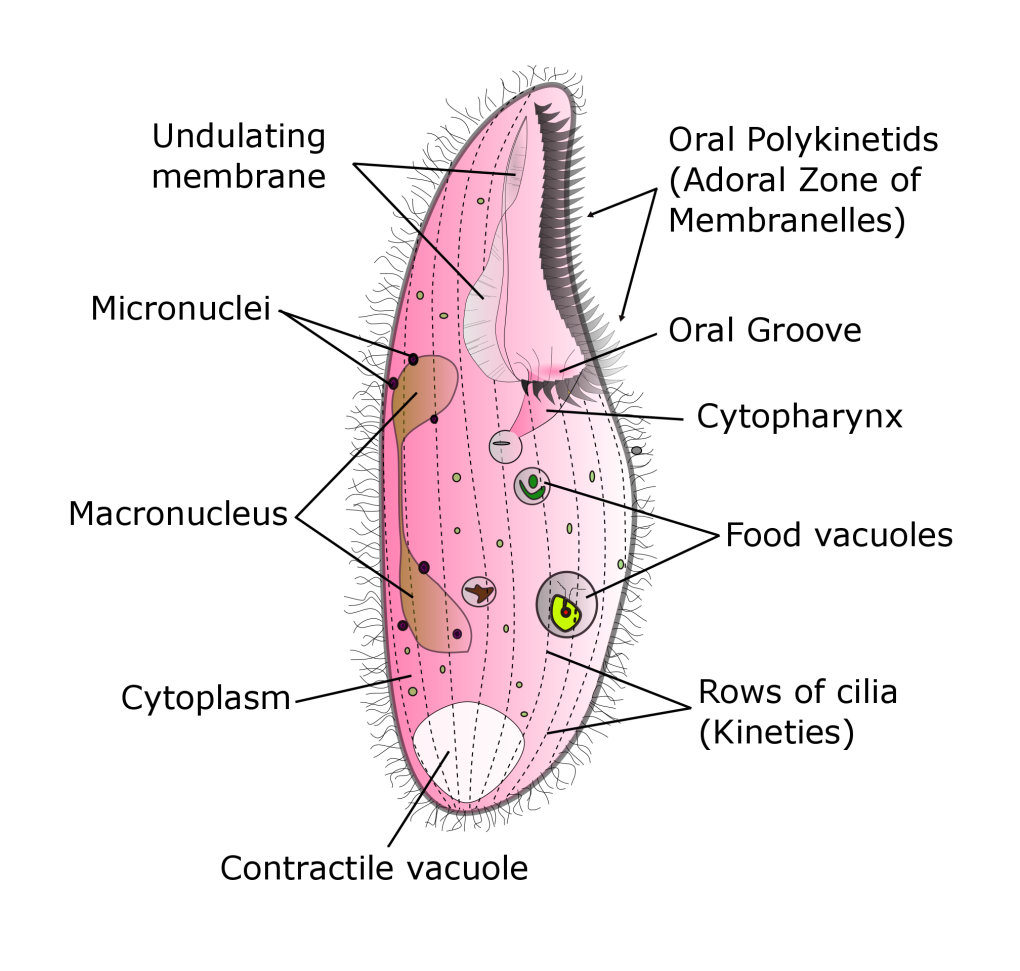 Undulating
membrane
Oral Polykinetids
(Adoral Zone of
Membranelles)
Micronuclei
Oral Groove
Cytopharynx
Macronucleus
Food vacuoles
Cytoplasm
Rows of cilia
(Kineties)
Contractile vacuole